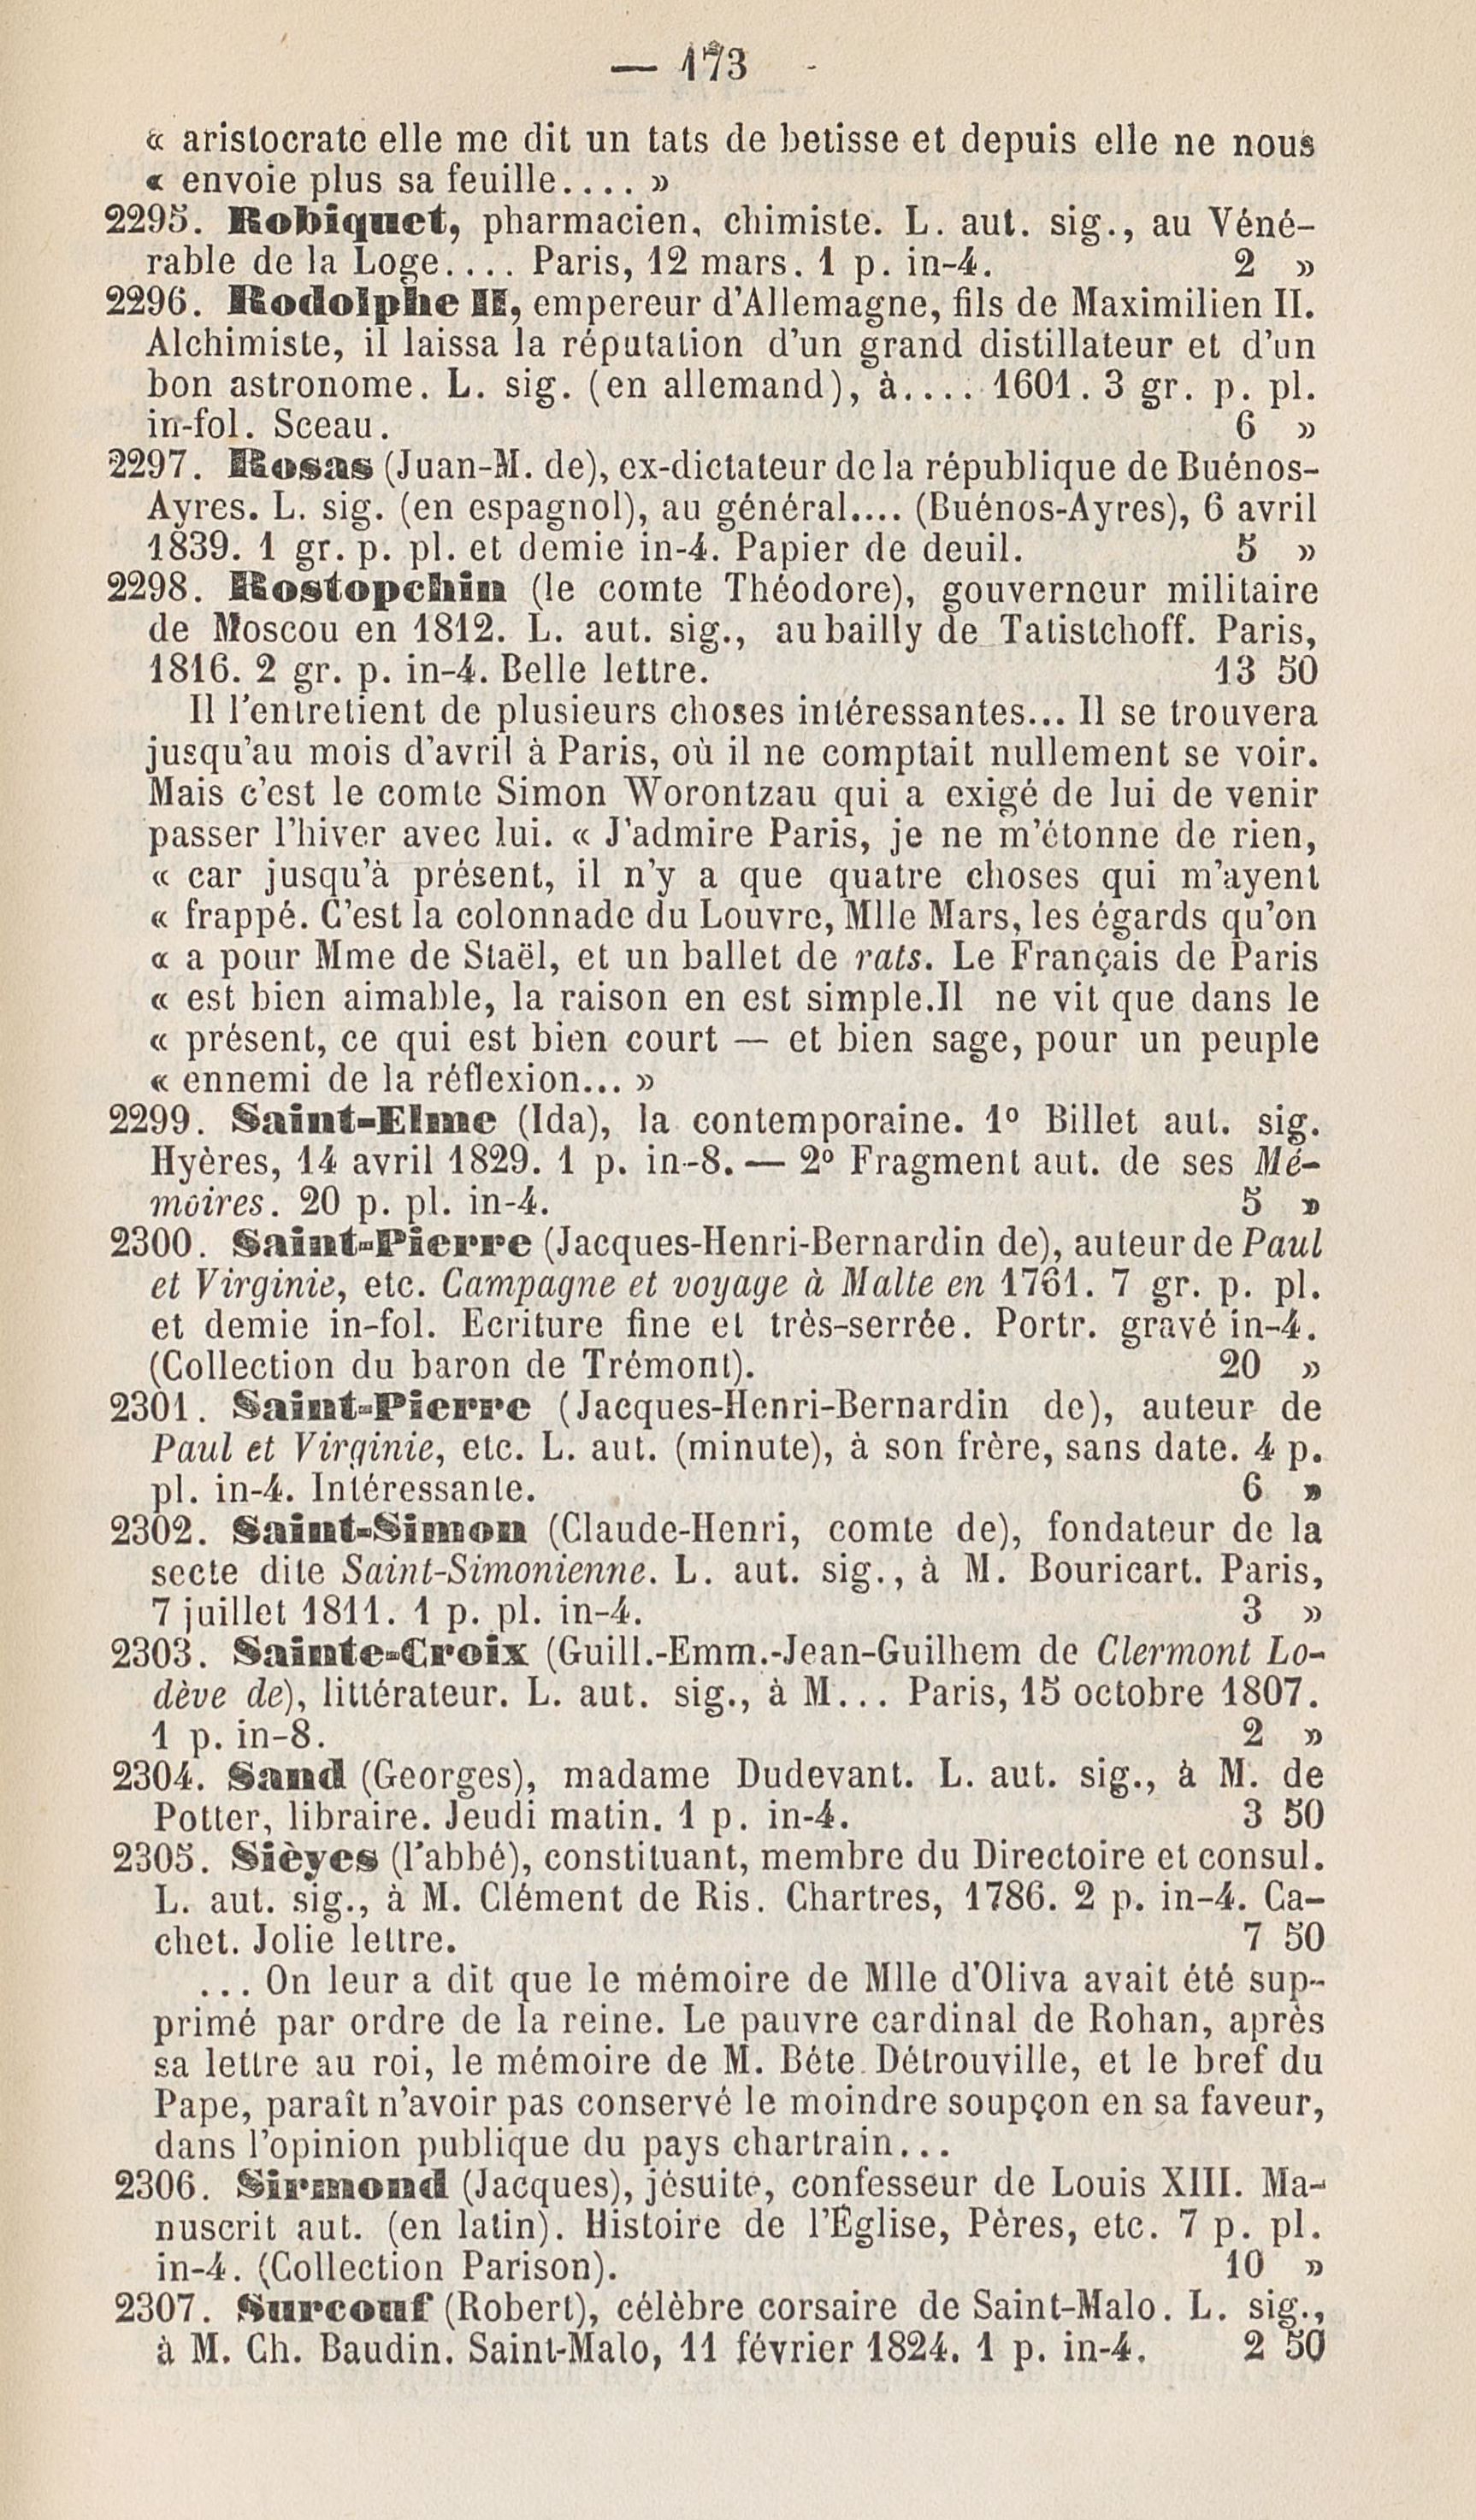 — 173 -
« aristocrate elle me dit un tats de betisse et depuis elle ne nous
« envoie plus sa feuille.... »
2295. Robiquet, pharmacien, chimiste. L. aut. sig., au Véné-
rable de la Loge.... Paris, 12 mars. 1 p. in-4. 2 »
2296. Rodolphe II, empereur d'Allemagne, fils de Maximilien II.
Alchimiste, il laissa la réputation d'un grand distillateur et d'un
bon astronome. L. sig. (en allemand), à.... 1601. 3 gr. p. pl.
in-fol. Sceau. 6 »
2297. Rosas (Juan-M. de), ex-dictateur de la république de Buénos-
Ayres. L. sig. (en espagnol), au général.... (Buénos-Ayres), 6 avril
1839. 1 gr. p. pl. et demie in-4. Papier de deuil. 5 »
2298. Rostopchin (le comte Théodore), gouverneur militaire
de Moscou en 1812. L. aut. sig., au bailly de Tatistchoff. Paris,
1816. 2 gr. p. in-4. Belle lettre. 13 50
Il l'entretient de plusieurs choses intéressantes... Il se trouvera
jusqu'au mois d'avril à Paris, où il ne comptait nullement se voir.
Mais c'est le comte Simon Worontzau qui a exigé de lui de venir
passer l'hiver avec lui. « J'admire Paris, je ne m'étonne de rien,
« car jusqu'à présent, il n'y a que quatre choses qui m'ayent
« frappé. C'est la colonnade du Louvre, Mlle Mars, les égards qu'on
« a pour Mme de Staël, et un ballet de rats. Le Français de Paris
« est bien aimable, la raison en est simple. Il ne vit que dans le
« présent, ce qui est bien court — et bien sage, pour un peuple
« ennemi de la réflexion... »
2299. Saint-Elme (Ida), la contemporaine. 1º Billet aut. sig.
Hyères, 14 avril 1829. 1 p. in-8. — 2º Fragment aut. de ses Mé-
moires. 20 p. pl. in-4. 5 »
2300. Saint-Pierre (Jacques-Henri-Bernardin de), auteur de Paul
et Virginie, etc. Campagne et voyage à Malte en 1761. 7 gr. p. pl.
et demie in-fol. Ecriture fine et très-serrée. Portr. gravé in-4.
(Collection du baron de Trémont). 20 »
2301. Saint-Pierre (Jacques-Henri-Bernardin de), auteur de
Paul et Virginie, etc. L. aut. (minute), à son frère, sans date. 4 p.
pl. in-4. Intéressante. 6 »
2302. Saint-Simon (Claude-Henri, comte de), fondateur de la
secte dite Saint-Simonienne. L. aut. sig., à M. Bouricart. Paris,
7 juillet 1811. 1 p. pl. in-4. 3 »
2303. Sainte-Croix (Guill.-Emm.-Jean-Guilhem de Clermont Lo-
dève de), littérateur. L. aut. sig., à M... Paris, 15 octobre 1807.
1 p. in-8. 2 »
2304. Sand (Georges), madame Dudevant. L. aut. sig., à M. de
Potter, libraire. Jeudi matin. 1 p. in-4. 3 50
2305. Sièyes (l'abbé), constituant, membre du Directoire et consul.
L. aut. sig., à M. Clément de Ris. Chartres, 1786. 2 p. in-4. Ca-
chet. Jolie lettre. 7 50
... On leur a dit que le mémoire de Mlle d'Oliva avait été sup-
primé par ordre de la reine. Le pauvre cardinal de Rohan, après
sa lettre au roi, le mémoire de M. Béte Détrouville, et le bref du
Pape, paraît n'avoir pas conservé le moindre soupçon en sa faveur,
dans l'opinion publique du pays chartrain...
2306. Sirmond (Jacques), jésuite, confesseur de Louis XIII. Ma-
nuscrit aut. (en latin). Histoire de l'Église, Pères, etc. 7 p. pl.
in-4. (Collection Parison). 10 »
2307. Surcouf (Robert), célèbre corsaire de Saint-Malo. L. sig.,
à M. Ch. Baudin. Saint-Malo, 11 février 1824. 1 p. in-4. 2 50